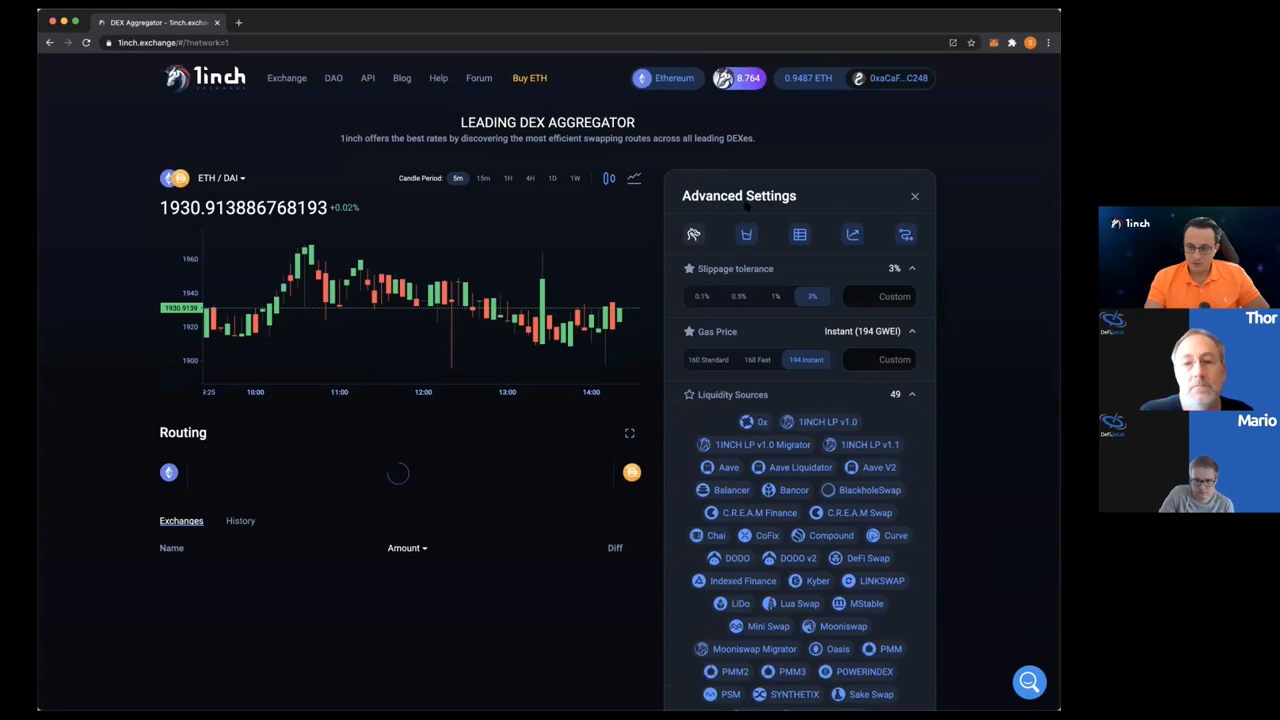 DEX Aggregator - 1inch.excha
1inch.exchange/#/?network=1
1inch
EXCHANGE
Exchange DAO API Blog Help Forum Buy ETH
Ethereum 8.764 0.9487 ETH 0xaCaF...C248
LEADING DEX AGGREGATOR
1inch offers the best rates by discovering the most efficient swapping routes across all leading DEXes.
ETH / DAI
Candle Period: 5m 15m 1H 4H 1D 1W
1930.913886768193 +0.02%
1960
1940
1930.9139
1920
1900
9:25 10:00 11:00 12:00 13:00 14:00
Routing
Exchanges History
Name Amount Diff
Advanced Settings
Slippage tolerance 3%
0.1% 0.5% 1% 3% Custom
Gas Price Instant (194 GWEI)
160 Standard 168 Fast 194 Instant Custom
Liquidity Sources 49
0x 1INCH LP v1.0
1INCH LP v1.0 Migrator 1INCH LP v1.1
Aave Aave Liquidator Aave V2
Balancer Bancor BlackholeSwap
C.R.E.A.M Finance C.R.E.A.M Swap
Chai CoFix Compound Curve
DODO DODO v2 DeFi Swap
Indexed Finance Kyber LINKSWAP
LiDo Lua Swap MStable
Mini Swap Mooniswap
Mooniswap Migrator Oasis PMM
PMM2 PMM3 POWERINDEX
PSM SYNTHETIX Sake Swap
1inch
Thor
DeFi.jetzt
Mario
DeFi.jetzt